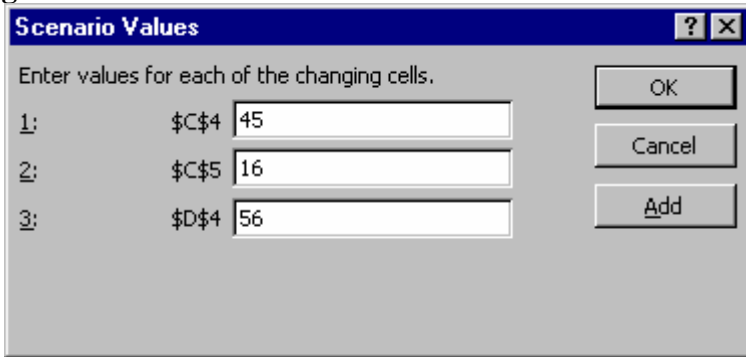 g
Scenario Values
Enter values for each of the changing cells.
OK
1: $C$4 45
Cancel
2: $C$5 16
Add
3: $D$4 56